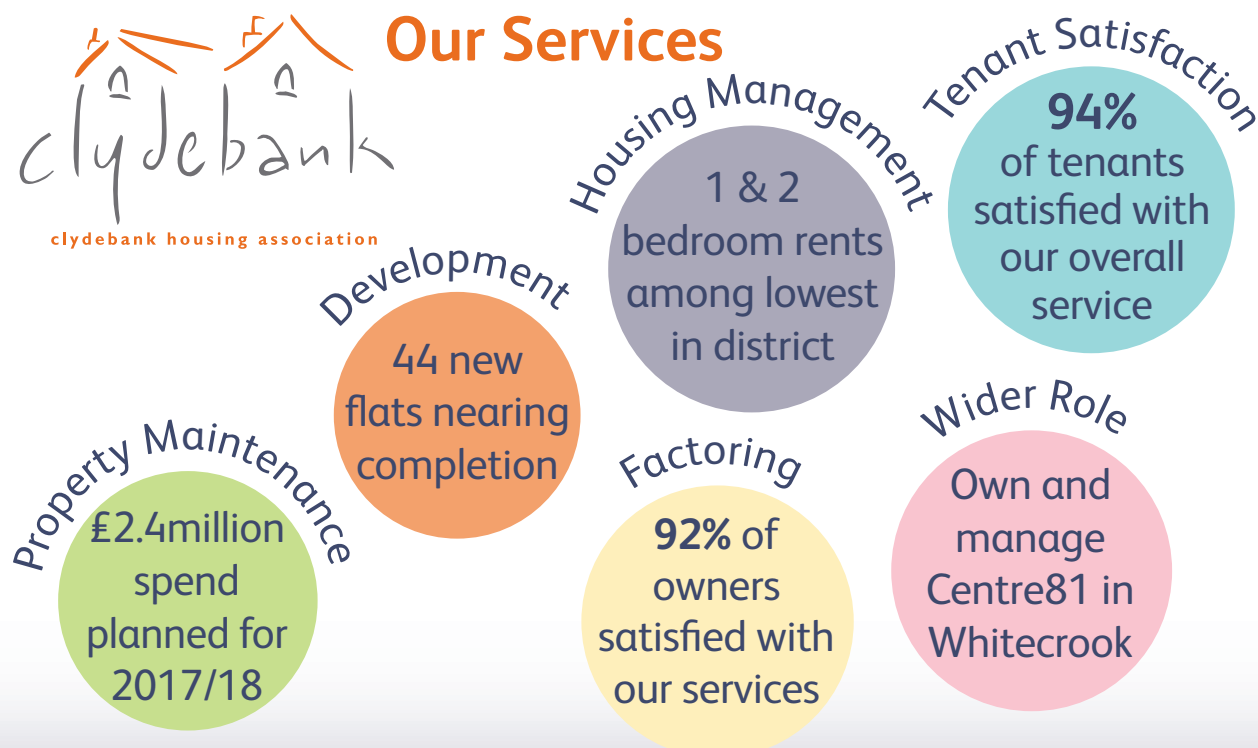 clydebank
clydebank housing association
Our Services
Property Maintenance
£2.4million
spend
planned for
2017/18
Development
44 new
flats nearing
completion
Housing Management
1 & 2
bedroom rents
among lowest
in district
Tenant Satisfaction
94%
of tenants
satisfied with
our overall
service
Factoring
92% of
owners
satisfied with
our services
Wider Role
Own and
manage
Centre81 in
Whitecrook